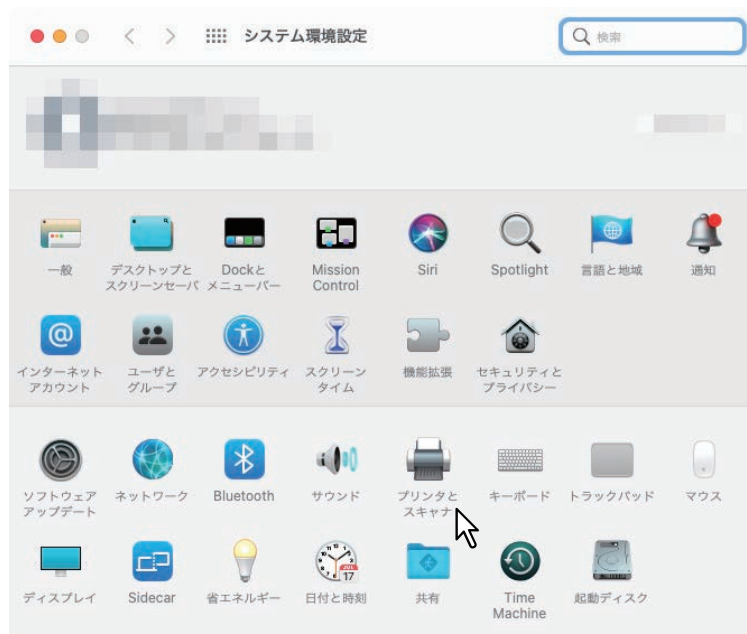 システム環境設定
検索
一般
デスクトップと
スクリーンセーバ
Dockと
メニューバー
Mission
Control
Siri
Spotlight
言語と地域
通知
インターネット
アカウント
ユーザと
グループ
アクセシビリティ
スクリーン
タイム
機能拡張
セキュリティと
プライバシー
ソフトウェア
アップデート
ネットワーク
Bluetooth
サウンド
プリンタと
スキャナ
キーボード
トラックパッド
マウス
ディスプレイ
Sidecar
省エネルギー
JUL
17
日付と時刻
共有
Time
Machine
起動ディスク